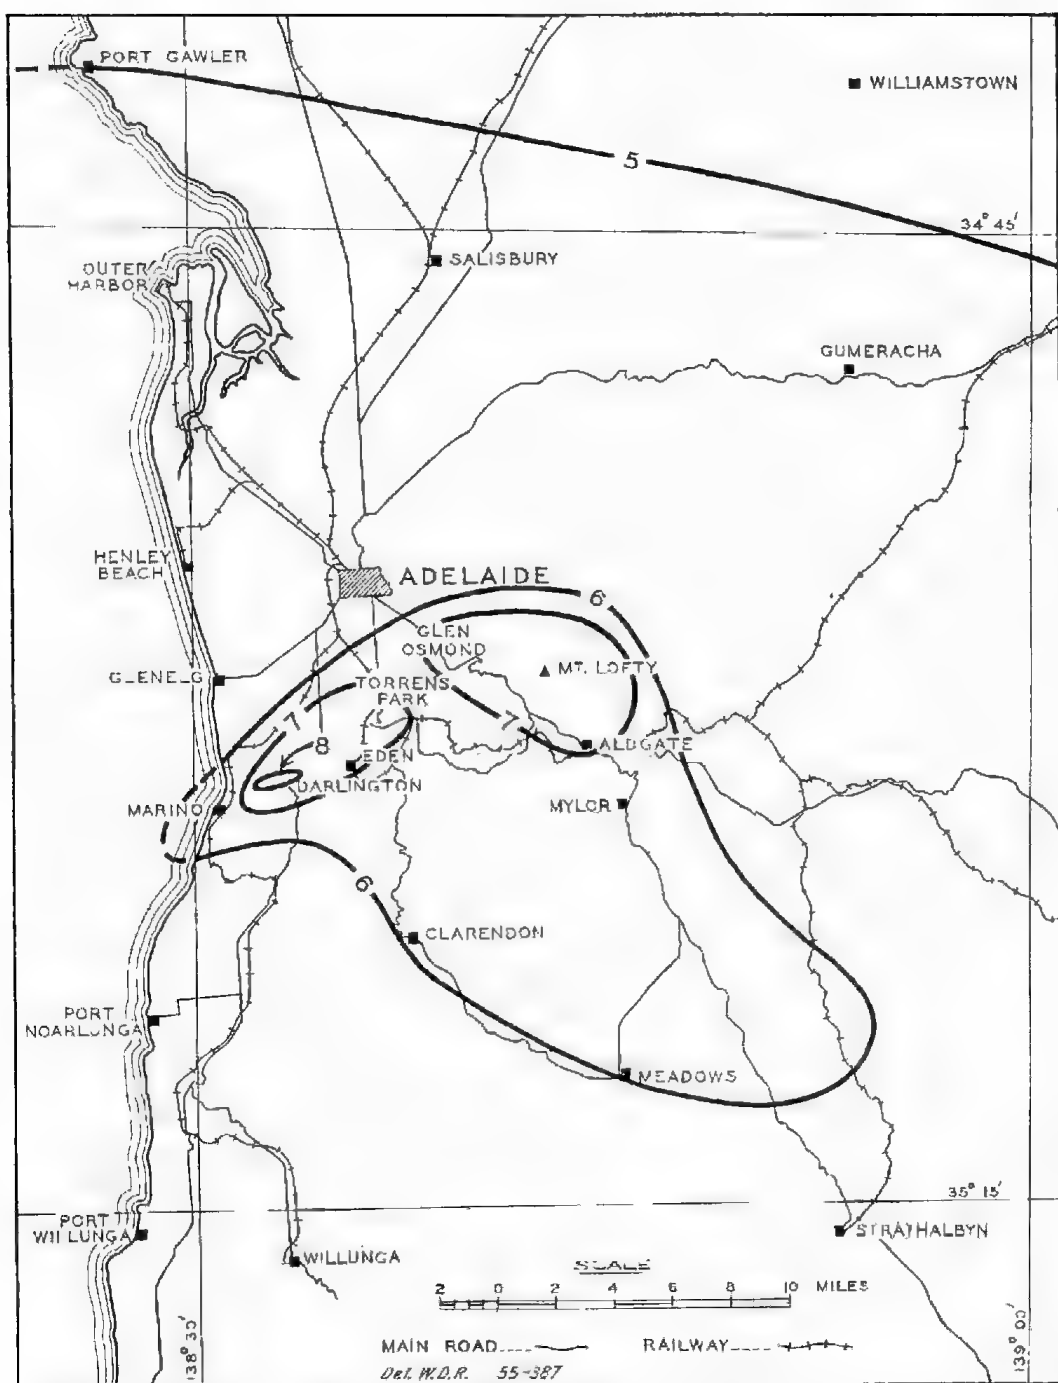 PORT GAWLER
WILLIAMSTOWN
5
34° 45'
SALISBURY
OUTER
HARBOR
GUMERACHA
HENLEY
BEACH
ADELAIDE
6
GLEN
OSMOND
MT. LOFTY
GLENELG
TORRENS
PARK
7
7
8
EDEN
ALDGATE
DARLINGTON
MARINO
MYLOR
6
CLARENDON
PORT
NOARLUNGA
MEADOWS
35° 15'
PORT
WILLUNGA
STRATHALBYN
WILLUNGA
SCALE
2 0 2 4 6 8 10 MILES
MAIN ROAD
RAILWAY
138° 30'
139° 00'
Del. W.D.R. 55-387